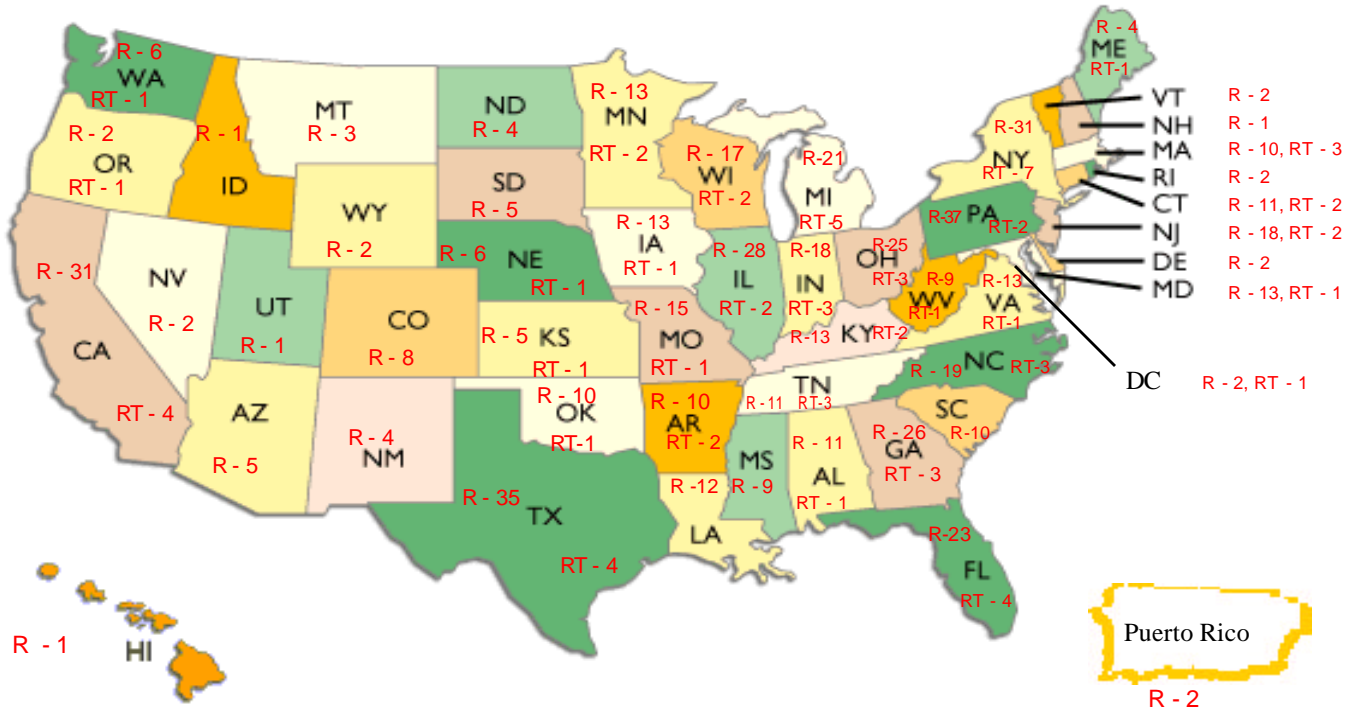 R - 6
WA
RT - 1
R - 2
OR
RT - 1
R - 1
ID
MT
R - 3
ND
R - 4
SD
R - 5
WY
R - 2
R - 6
NE
RT - 1
R - 31
CA
RT - 4
NV
R - 2
UT
R - 1
CO
R - 8
R - 5
KS
RT - 1
AZ
R - 5
R - 4
NM
R - 10
OK
RT-1
R - 35
TX
RT - 4
R - 13
MN
RT - 2
R - 13
IA
RT - 1
R - 15
MO
RT - 1
R - 10
AR
RT - 2
R -12
LA
R - 17
WI
RT - 2
R - 28
IL
RT - 2
R-21
MI
RT-5
R-18
IN
RT-3
R-25
OH
RT-3
R-13
KY
RT-2
TN
R - 11
RT-3
MS
R - 9
R - 11
AL
RT - 1
R - 26
GA
RT - 3
R-23
FL
RT - 4
SC
R-10
R - 19
NC
RT-3
R-13
VA
RT-1
R-9
WV
RT-1
R-37
PA
RT-2
R-31
NY
RT - 7
R - 4
ME
RT-1
VT R - 2
NH R - 1
MA R - 10, RT - 3
RI R - 2
CT R - 11, RT - 2
NJ R - 18, RT - 2
DE R - 2
MD R - 13, RT - 1
DC R - 2, RT - 1
R - 1
HI
Puerto Rico
R - 2